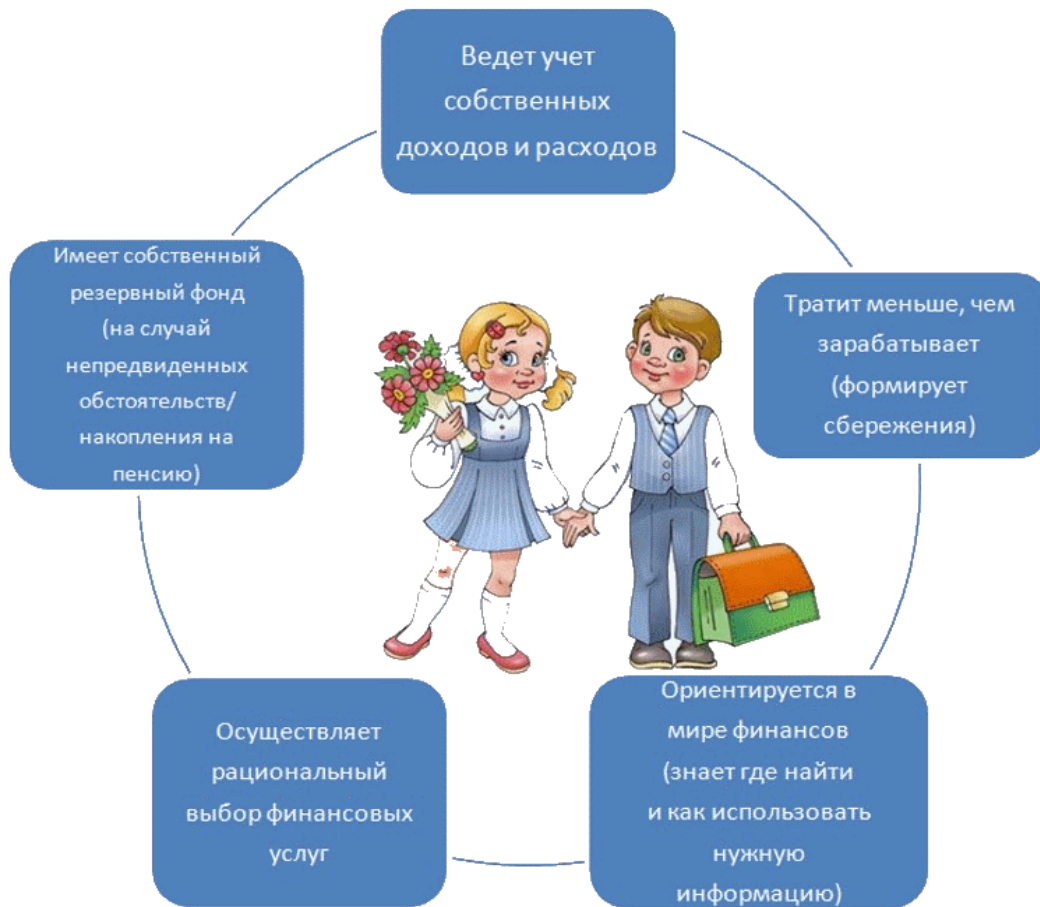 Ведет учет
собственных
доходов и расходов
Тратит меньше, чем
зарабатывает
(формирует
сбережения)
Ориентируется в
мире финансов
(знает где найти
и как использовать
нужную
информацию)
Осуществляет
рациональный
выбор финансовых
услуг
Имеет собственный
резервный фонд
(на случай
непредвиденных
обстоятельств/
накопления на
пенсию)